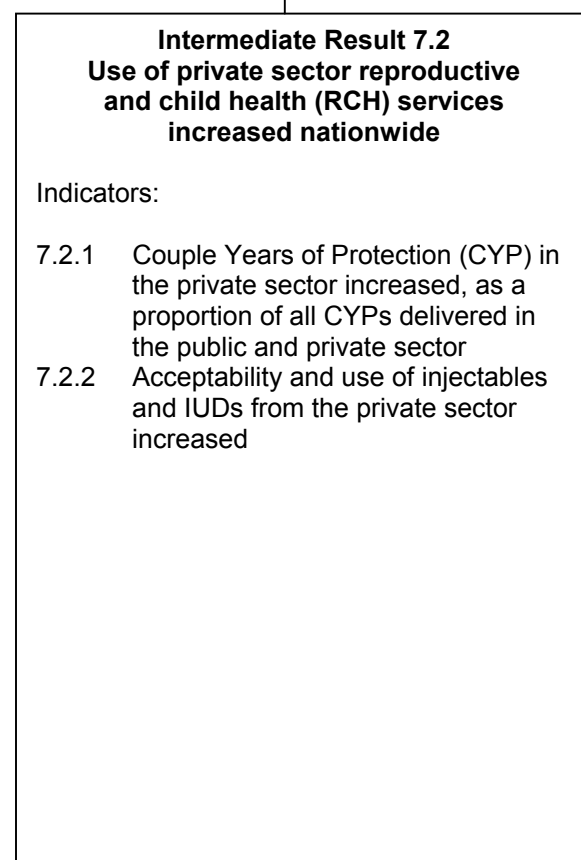 Intermediate Result 7.2
Use of private sector reproductive
and child health (RCH) services
increased nationwide
Indicators:
7.2.1 Couple Years of Protection (CYP) in
the private sector increased, as a
proportion of all CYPs delivered in
the public and private sector
7.2.2 Acceptability and use of injectables
and IUDs from the private sector
increased